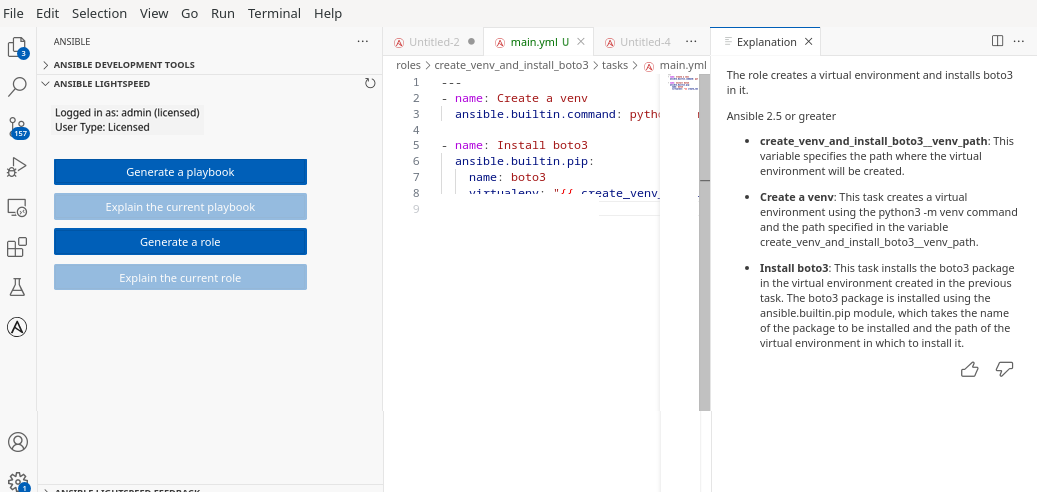 File Edit Selection View Go Run Terminal Help
3
157
1
ANSIBLE
ANSIBLE DEVELOPMENT TOOLS
ANSIBLE LIGHTSPEED
Logged in as: admin (licensed)
User Type: Licensed
Generate a playbook
Explain the current playbook
Generate a role
Explain the current role
Untitled-2 main.yml U Untitled-4
roles > create_venv_and_install_boto3 > tasks > main.yml
1 ---
2 - name: Create a venv
3 ansible.builtin.command: pyth
4
5 - name: Install boto3
6 ansible.builtin.pip:
7 name: boto3
8 virtualenv: "{{ create_venv_
9
Explanation
The role creates a virtual environment and installs boto3
in it.
Ansible 2.5 or greater
• create_venv_and_install_boto3__venv_path: This
variable specifies the path where the virtual
environment will be created.
• Create a venv: This task creates a virtual
environment using the python3 -m venv command
and the path specified in the variable
create_venv_and_install_boto3__venv_path.
• Install boto3: This task installs the boto3 package
in the virtual environment created in the previous
task. The boto3 package is installed using the
ansible.builtin.pip module, which takes the name
of the package to be installed and the path of the
virtual environment in which to install it.
ANSIBLE LIGHTSPEED FEEDBACK